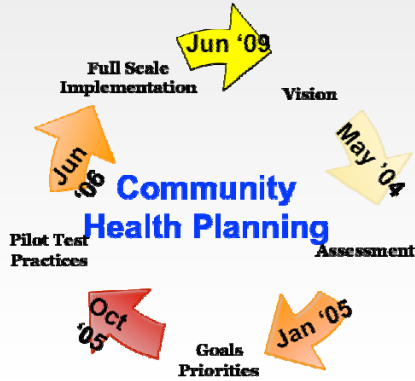 Jun ‘09
Full Scale
Implementation
Vision
May ‘04
Jun
‘06
Community
Health Planning
Pilot Test
Practices
Assessment
Oct
‘05
Jan ‘05
Goals
Priorities